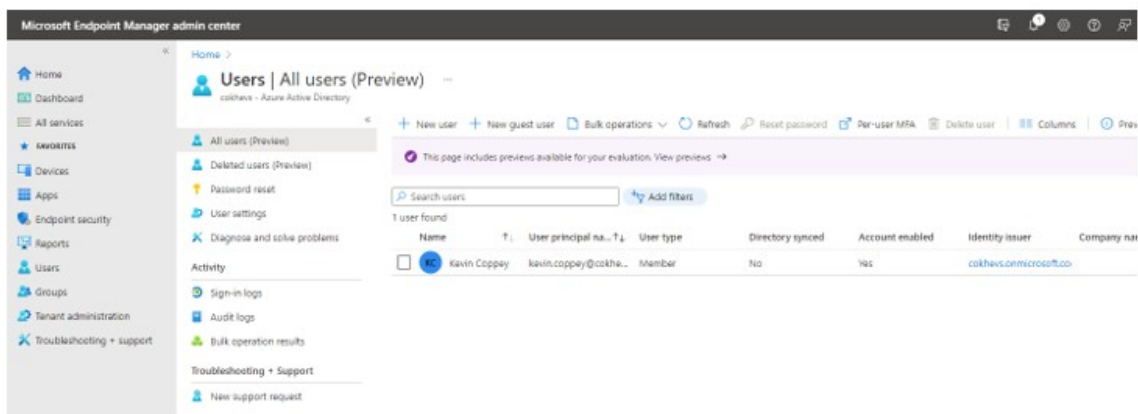 Microsoft Endpoint Manager admin center
1
Home
Dashboard
All services
FAVORITES
Devices
Apps
Endpoint security
Reports
Users
Groups
Tenant administration
Troubleshooting + support
Home >
Users | All users (Preview) ...
cokhevs - Azure Active Directory
All users (Preview)
Deleted users (Preview)
Password reset
User settings
Diagnose and solve problems
Activity
Sign-in logs
Audit logs
Bulk operation results
Troubleshooting + Support
New support request
+ New user + New guest user Bulk operations Refresh Reset password Per-user MFA Delete user Columns Prev
This page includes previews available for your evaluation. View previews →
Search users Add filters
1 user found
Name ↑↓ User principal na... ↑↓ User type Directory synced Account enabled Identity issuer Company nam
KC Kevin Coppey kevin.coppey@cokhe... Member No Yes cokhevs.onmicrosoft.co